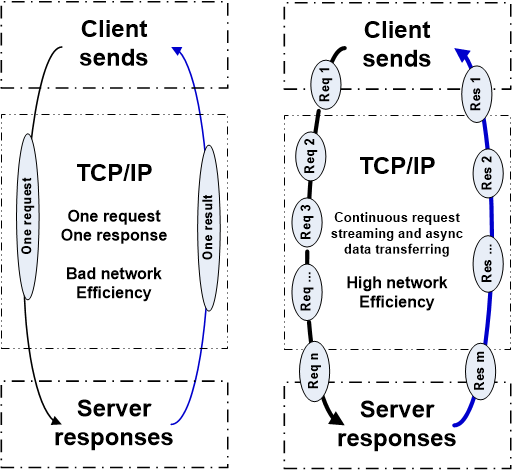 Client
sends
One request
TCP/IP
One request
One response
Bad network
Efficiency
One result
Server
responses
Client
sends
Req 1
Req 2
Req 3
Req ...
Req n
TCP/IP
Continuous request
streaming and async
data transferring
High network
Efficiency
Res 1
Res 2
Res ...
Res m
Server
responses